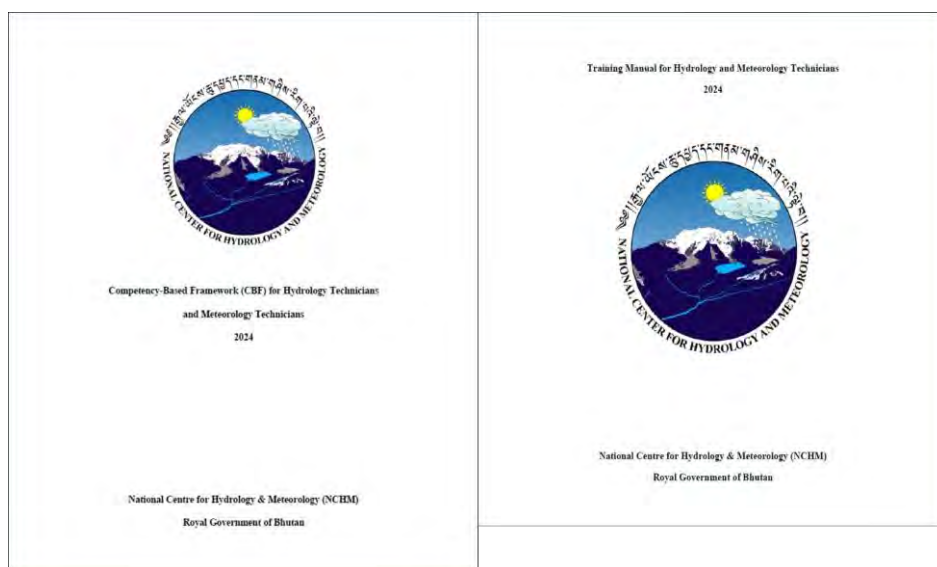 NATIONAL CENTER FOR HYDROLOGY AND METEOROLOGY
Competency-Based Framework (CBF) for Hydrology Technicians
and Meteorology Technicians
2024
National Centre for Hydrology & Meteorology (NCHM)
Royal Government of Bhutan
Training Manual for Hydrology and Meteorology Technicians
2024
NATIONAL CENTER FOR HYDROLOGY AND METEOROLOGY
National Centre for Hydrology & Meteorology (NCHM)
Royal Government of Bhutan